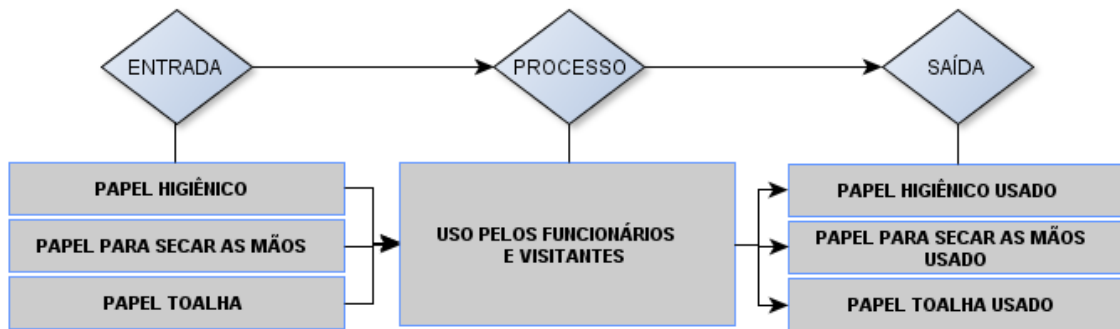 ENTRADA
PROCESSO
SAÍDA
PAPEL HIGIÊNICO
PAPEL PARA SECAR AS MÃOS
PAPEL TOALHA
USO PELOS FUNCIONÁRIOS
E VISITANTES
PAPEL HIGIÊNICO USADO
PAPEL PARA SECAR AS MÃOS
USADO
PAPEL TOALHA USADO